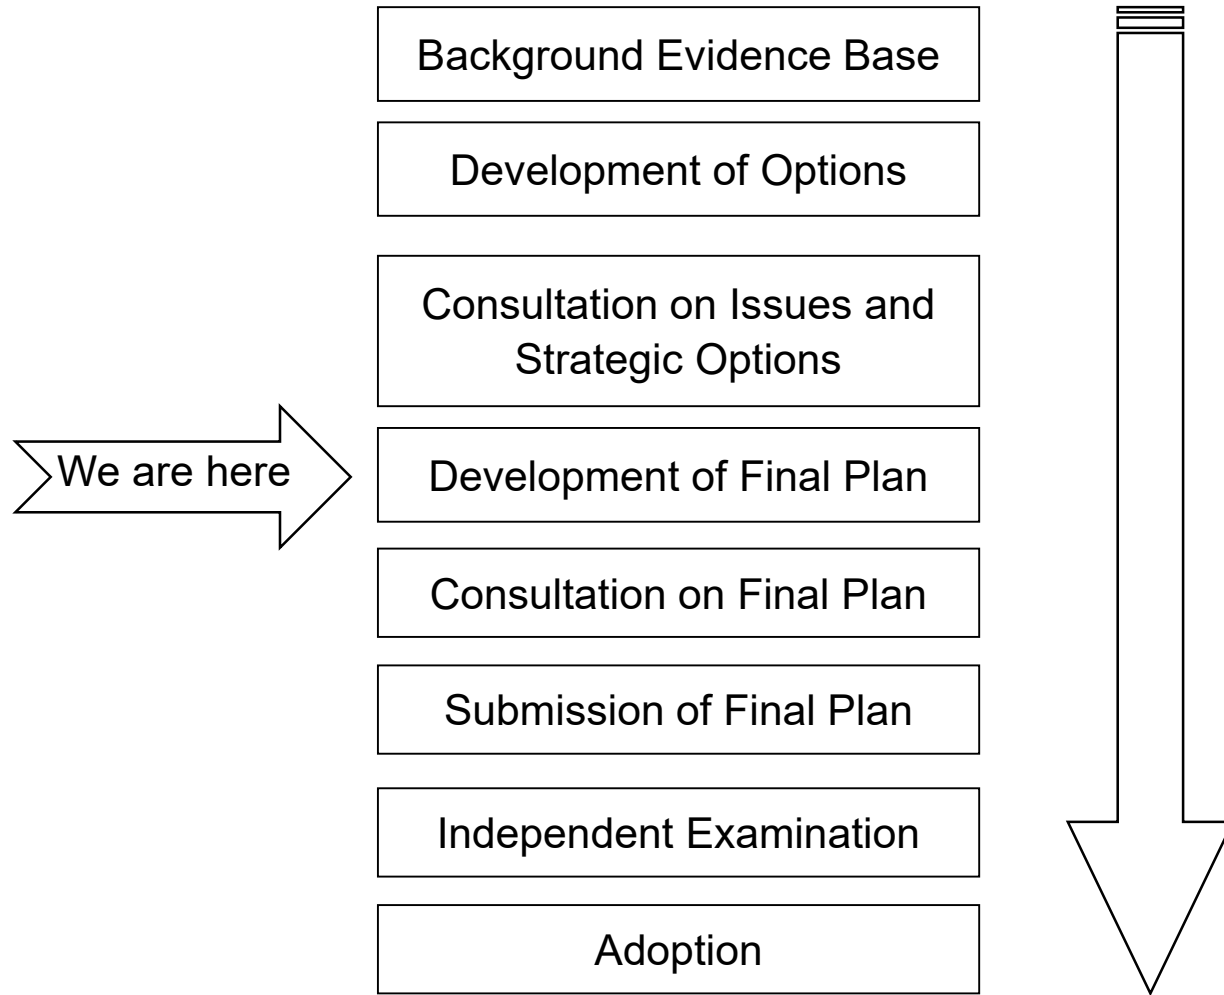 Background Evidence Base
Development of Options
Consultation on Issues and
Strategic Options
We are here
Development of Final Plan
Consultation on Final Plan
Submission of Final Plan
Independent Examination
Adoption